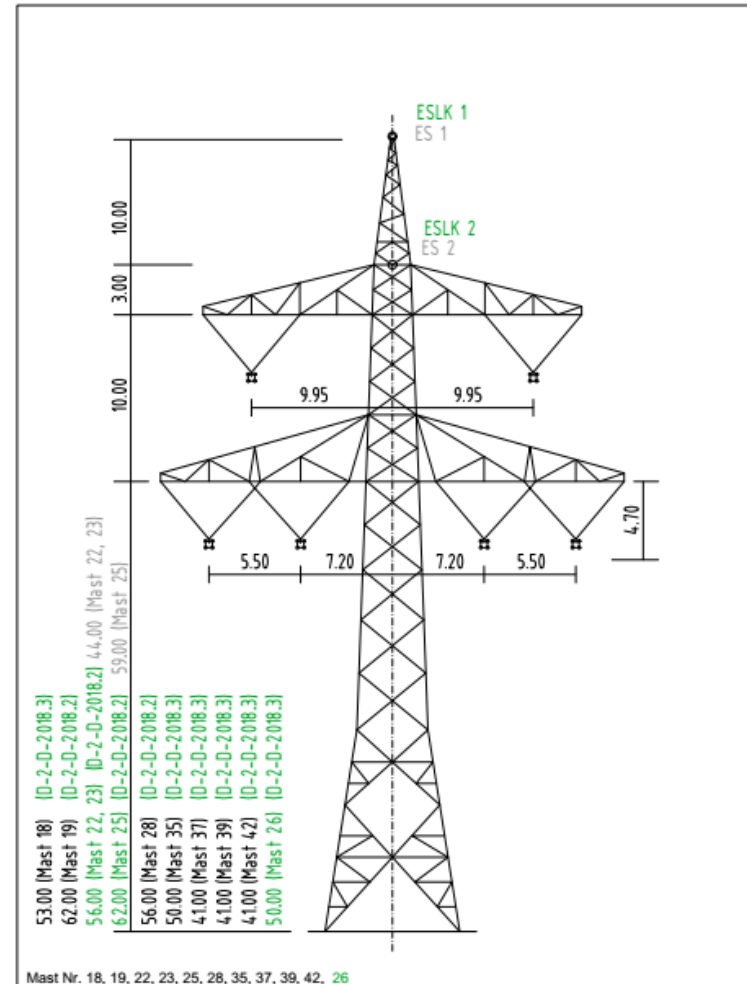 ESLK 1
ES 1
10.00
ESLK 2
ES 2
3.00
10.00
9.95 9.95
4.70
5.50 7.20 7.20 5.50
53.00 (Mast 18) (D-2-D-2018.3)
62.00 (Mast 19) (D-2-D-2018.2)
56.00 (Mast 22, 23) (D-2-D-2018.2) 44.00 (Mast 22, 23)
62.00 (Mast 25) (D-2-D-2018.2) 59.00 (Mast 25)
56.00 (Mast 28) (D-2-D-2018.2)
50.00 (Mast 35) (D-2-D-2018.3)
41.00 (Mast 37) (D-2-D-2018.3)
41.00 (Mast 39) (D-2-D-2018.3)
41.00 (Mast 42) (D-2-D-2018.3)
50.00 (Mast 26) (D-2-D-2018.3)
Mast Nr. 18, 19, 22, 23, 25, 28, 35, 37, 39, 42, 26